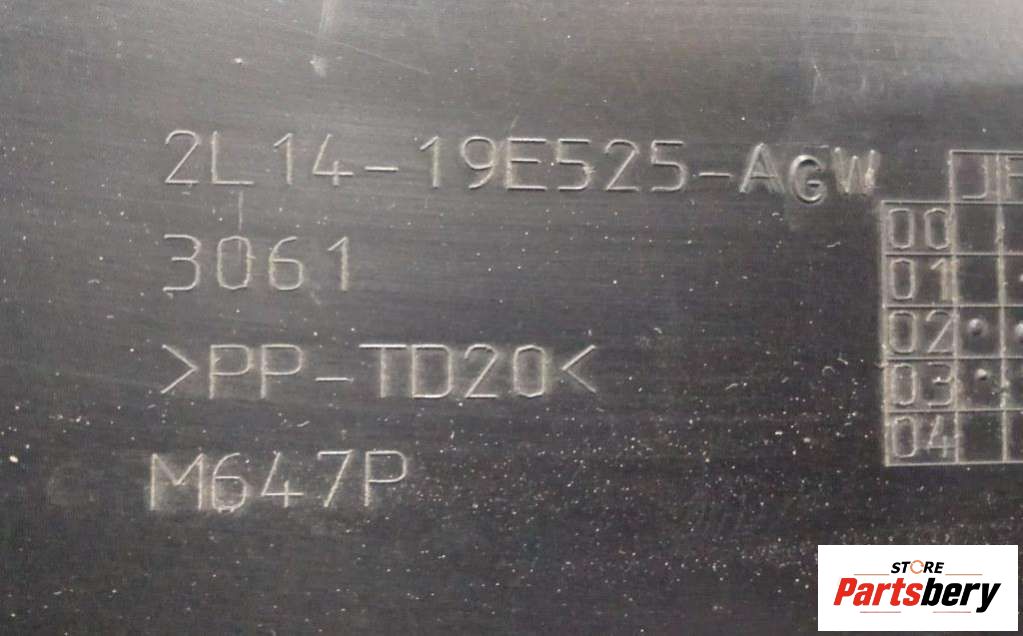 2L14-19E525-AGW
3061
>PP-TD20<
M647P
00
01
02
03
04
STORE
Partsbery